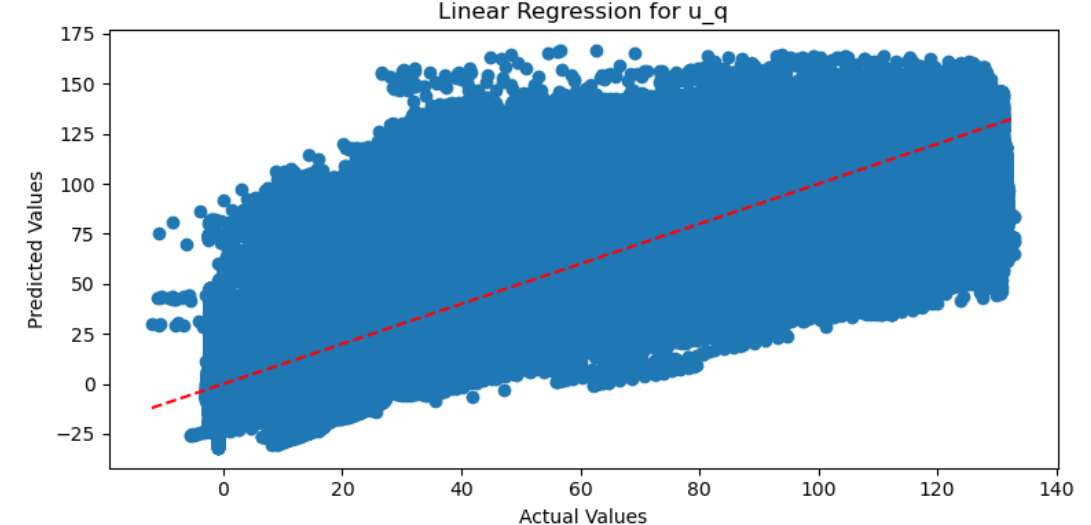 Linear Regression for u_q
175
150
125
100
75
50
25
0
−25
Predicted Values
0 20 40 60 80 100 120 140
Actual Values